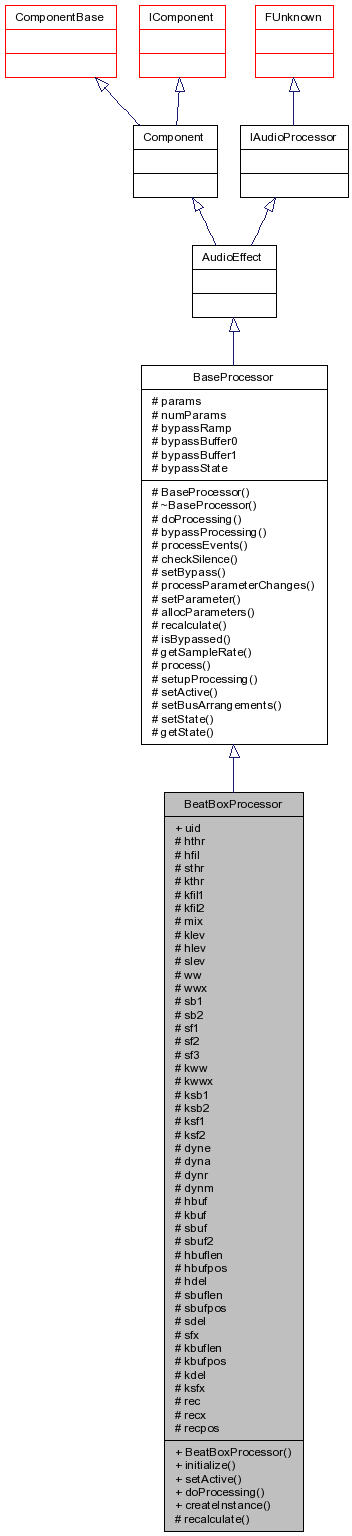 ComponentBase
IComponent
FUnknown
Component
IAudioProcessor
AudioEffect
BaseProcessor
# params
# numParams
# bypassRamp
# bypassBuffer0
# bypassBuffer1
# bypassState
# BaseProcessor()
# ~BaseProcessor()
# doProcessing()
# bypassProcessing()
# processEvents()
# checkSilence()
# setBypass()
# processParameterChanges()
# setParameter()
# allocParameters()
# recalculate()
# isBypassed()
# getSampleRate()
# process()
# setupProcessing()
# setActive()
# setBusArrangements()
# setState()
# getState()
BeatBoxProcessor
+ uid
# hthr
# hfil
# sthr
# kthr
# kfil1
# kfil2
# mix
# klev
# hlev
# slev
# ww
# wwx
# sb1
# sb2
# sf1
# sf2
# sf3
# kww
# kwwx
# ksb1
# ksb2
# ksf1
# ksf2
# dyne
# dyna
# dynr
# dynm
# hbuf
# kbuf
# sbuf
# sbuf2
# hbuflen
# hbufpos
# hdel
# sbuflen
# sbufpos
# sdel
# sfx
# kbuflen
# kbufpos
# kdel
# ksfx
# rec
# recx
# recpos
+ BeatBoxProcessor()
+ initialize()
+ setActive()
+ doProcessing()
+ createInstance()
# recalculate()